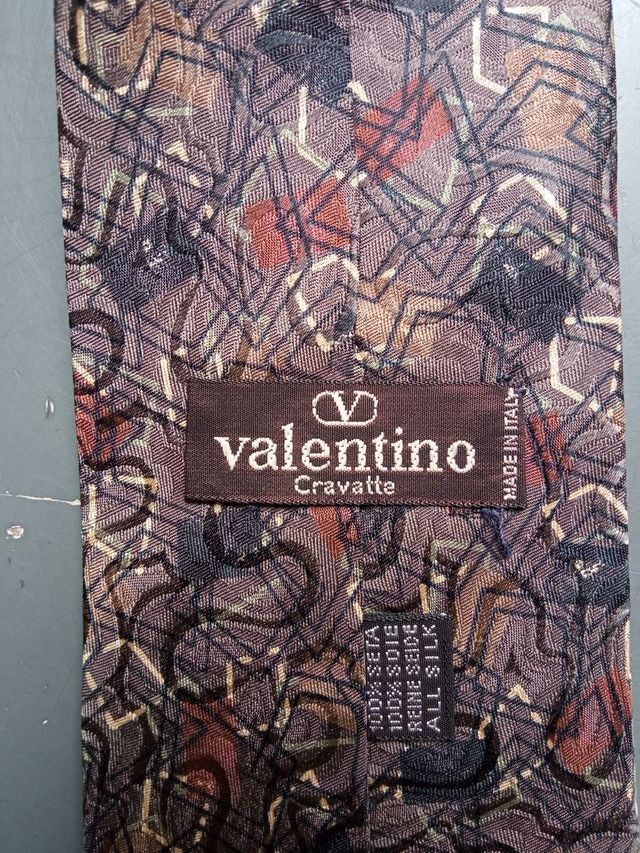 V
valentino
Cravatte
MADE IN ITALY
100% SETA
100% SOIE
REINE SEIDE
ALL SILK